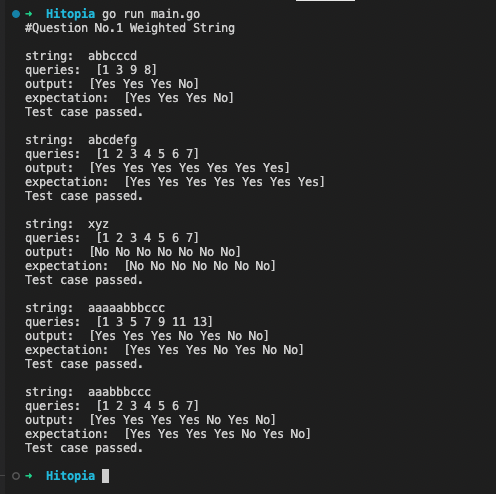 ➜ Hitopia go run main.go
#Question No.1 Weighted String
string: abbcccd
queries: [1 3 9 8]
output: [Yes Yes Yes No]
expectation: [Yes Yes Yes No]
Test case passed.
string: abcdefg
queries: [1 2 3 4 5 6 7]
output: [Yes Yes Yes Yes Yes Yes Yes]
expectation: [Yes Yes Yes Yes Yes Yes Yes]
Test case passed.
string: xyz
queries: [1 2 3 4 5 6 7]
output: [No No No No No No No]
expectation: [No No No No No No No]
Test case passed.
string: aaaaabbbccc
queries: [1 3 5 7 9 11 13]
output: [Yes Yes Yes No Yes No No]
expectation: [Yes Yes Yes No Yes No No]
Test case passed.
string: aaabbbccc
queries: [1 2 3 4 5 6 7]
output: [Yes Yes Yes Yes No Yes No]
expectation: [Yes Yes Yes Yes No Yes No]
Test case passed.
➜ Hitopia